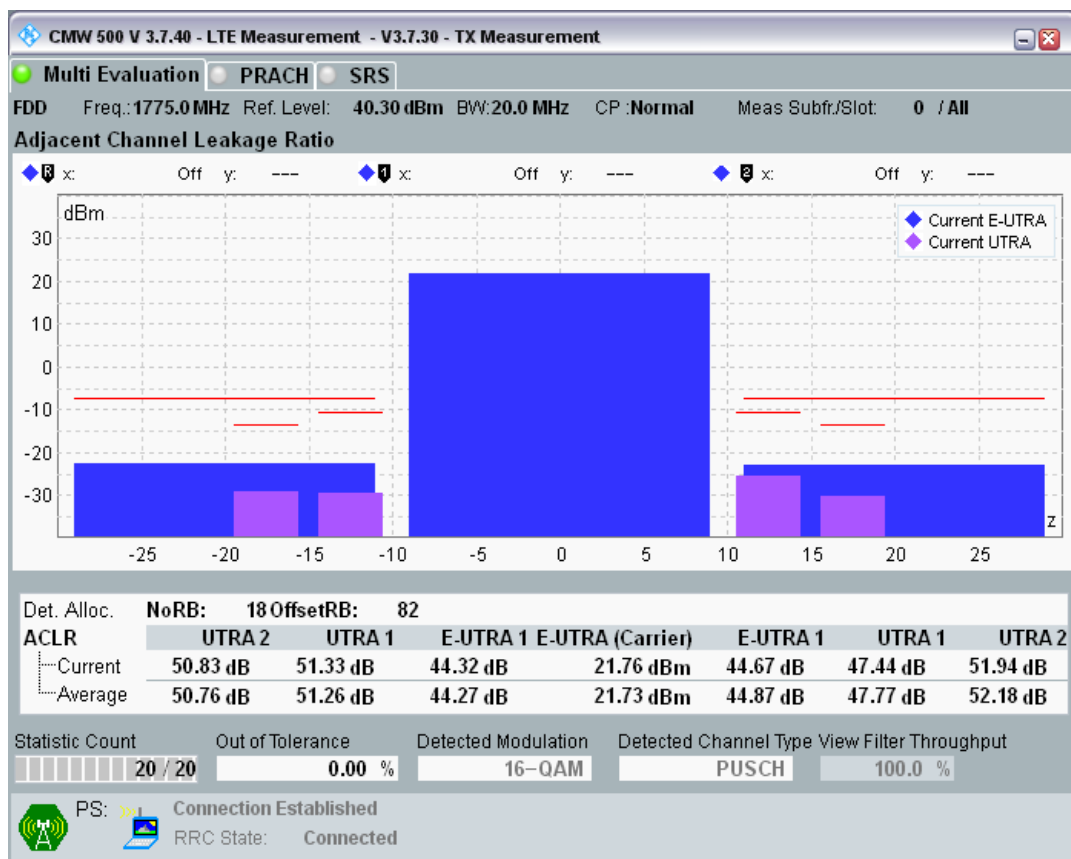 CMW 500 V 3.7.40 - LTE Measurement - V3.7.30 - TX Measurement
Multi Evaluation PRACH SRS
FDD Freq.:1775.0 MHz Ref. Level: 40.30 dBm BW:20.0 MHz CP :Normal Meas Subfr./Slot: 0 / All
Adjacent Channel Leakage Ratio
R x: Off y: --- 1 x: Off y: --- 2 x: Off y: ---
dBm
Current E-UTRA
Current UTRA
30
20
10
0
-10
-20
-30
z
-25 -20 -15 -10 -5 0 5 10 15 20 25
Det. Alloc. NoRB: 18 OffsetRB: 82
ACLR UTRA 2 UTRA 1 E-UTRA 1 E-UTRA (Carrier) E-UTRA 1 UTRA 1 UTRA 2
Current 50.83 dB 51.33 dB 44.32 dB 21.76 dBm 44.67 dB 47.44 dB 51.94 dB
Average 50.76 dB 51.26 dB 44.27 dB 21.73 dBm 44.87 dB 47.77 dB 52.18 dB
Statistic Count Out of Tolerance Detected Modulation Detected Channel Type View Filter Throughput
20 / 20 0.00 % 16-QAM PUSCH 100.0 %
PS: Connection Established
RRC State: Connected